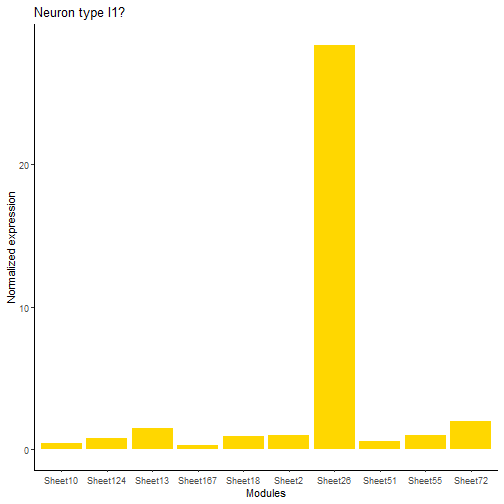 Neuron type I1?
Normalized expression
20
10
0
Sheet10 Sheet124 Sheet13 Sheet167 Sheet18 Sheet2 Sheet26 Sheet51 Sheet55 Sheet72
Modules